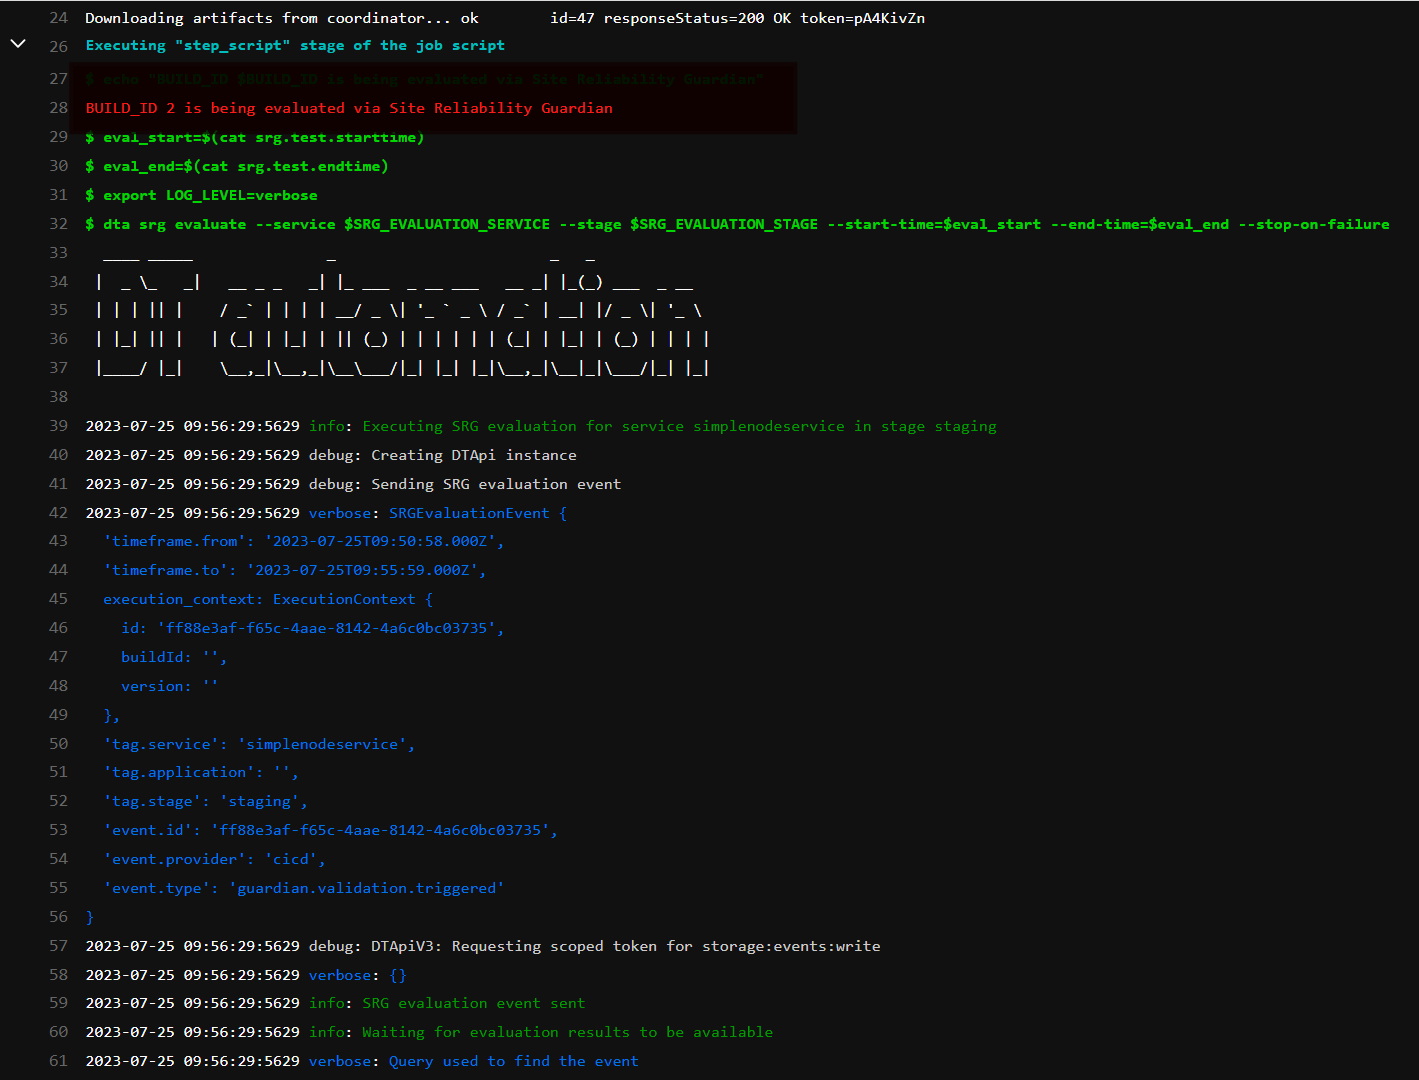 24 Downloading artifacts from coordinator... ok        id=47 responseStatus=200 OK token=pA4KivZn
26 Executing "step_script" stage of the job script
27 $ echo "BUILD_ID $BUILD_ID is being evaluated via Site Reliability Guardian"
28 BUILD_ID 2 is being evaluated via Site Reliability Guardian
29 $ eval_start=$(cat srg.test.starttime)
30 $ eval_end=$(cat srg.test.endtime)
31 $ export LOG_LEVEL=verbose
32 $ dta srg evaluate --service $SRG_EVALUATION_SERVICE --stage $SRG_EVALUATION_STAGE --start-time=$eval_start --end-time=$eval_end --stop-on-failure
33   ____ _____               _                        _   _
34  |  _ \_   _|   __ _ _   _| |_ ___  _ __ ___   __ _| |_(_) ___  _ __
35  | | | || |    / _` | | | | __/ _ \| '_ ` _ \ / _` | __| |/ _ \| '_ \
36  | |_| || |   | (_| | |_| | || (_) | | | | | | (_| | |_| | (_) | | | |
37  |____/ |_|    \__,_|\__,_|\__\___/|_| |_| |_|\__,_|\__|_|\___/|_| |_|
38
39 2023-07-25 09:56:29:5629 info: Executing SRG evaluation for service simplenodeservice in stage staging
40 2023-07-25 09:56:29:5629 debug: Creating DTApi instance
41 2023-07-25 09:56:29:5629 debug: Sending SRG evaluation event
42 2023-07-25 09:56:29:5629 verbose: SRGEvaluationEvent {
43   'timeframe.from': '2023-07-25T09:50:58.000Z',
44   'timeframe.to': '2023-07-25T09:55:59.000Z',
45   execution_context: ExecutionContext {
46     id: 'ff88e3af-f65c-4aae-8142-4a6c0bc03735',
47     buildId: '',
48     version: ''
49   },
50   'tag.service': 'simplenodeservice',
51   'tag.application': '',
52   'tag.stage': 'staging',
53   'event.id': 'ff88e3af-f65c-4aae-8142-4a6c0bc03735',
54   'event.provider': 'cicd',
55   'event.type': 'guardian.validation.triggered'
56 }
57 2023-07-25 09:56:29:5629 debug: DTApiV3: Requesting scoped token for storage:events:write
58 2023-07-25 09:56:29:5629 verbose: {}
59 2023-07-25 09:56:29:5629 info: SRG evaluation event sent
60 2023-07-25 09:56:29:5629 info: Waiting for evaluation results to be available
61 2023-07-25 09:56:29:5629 verbose: Query used to find the event